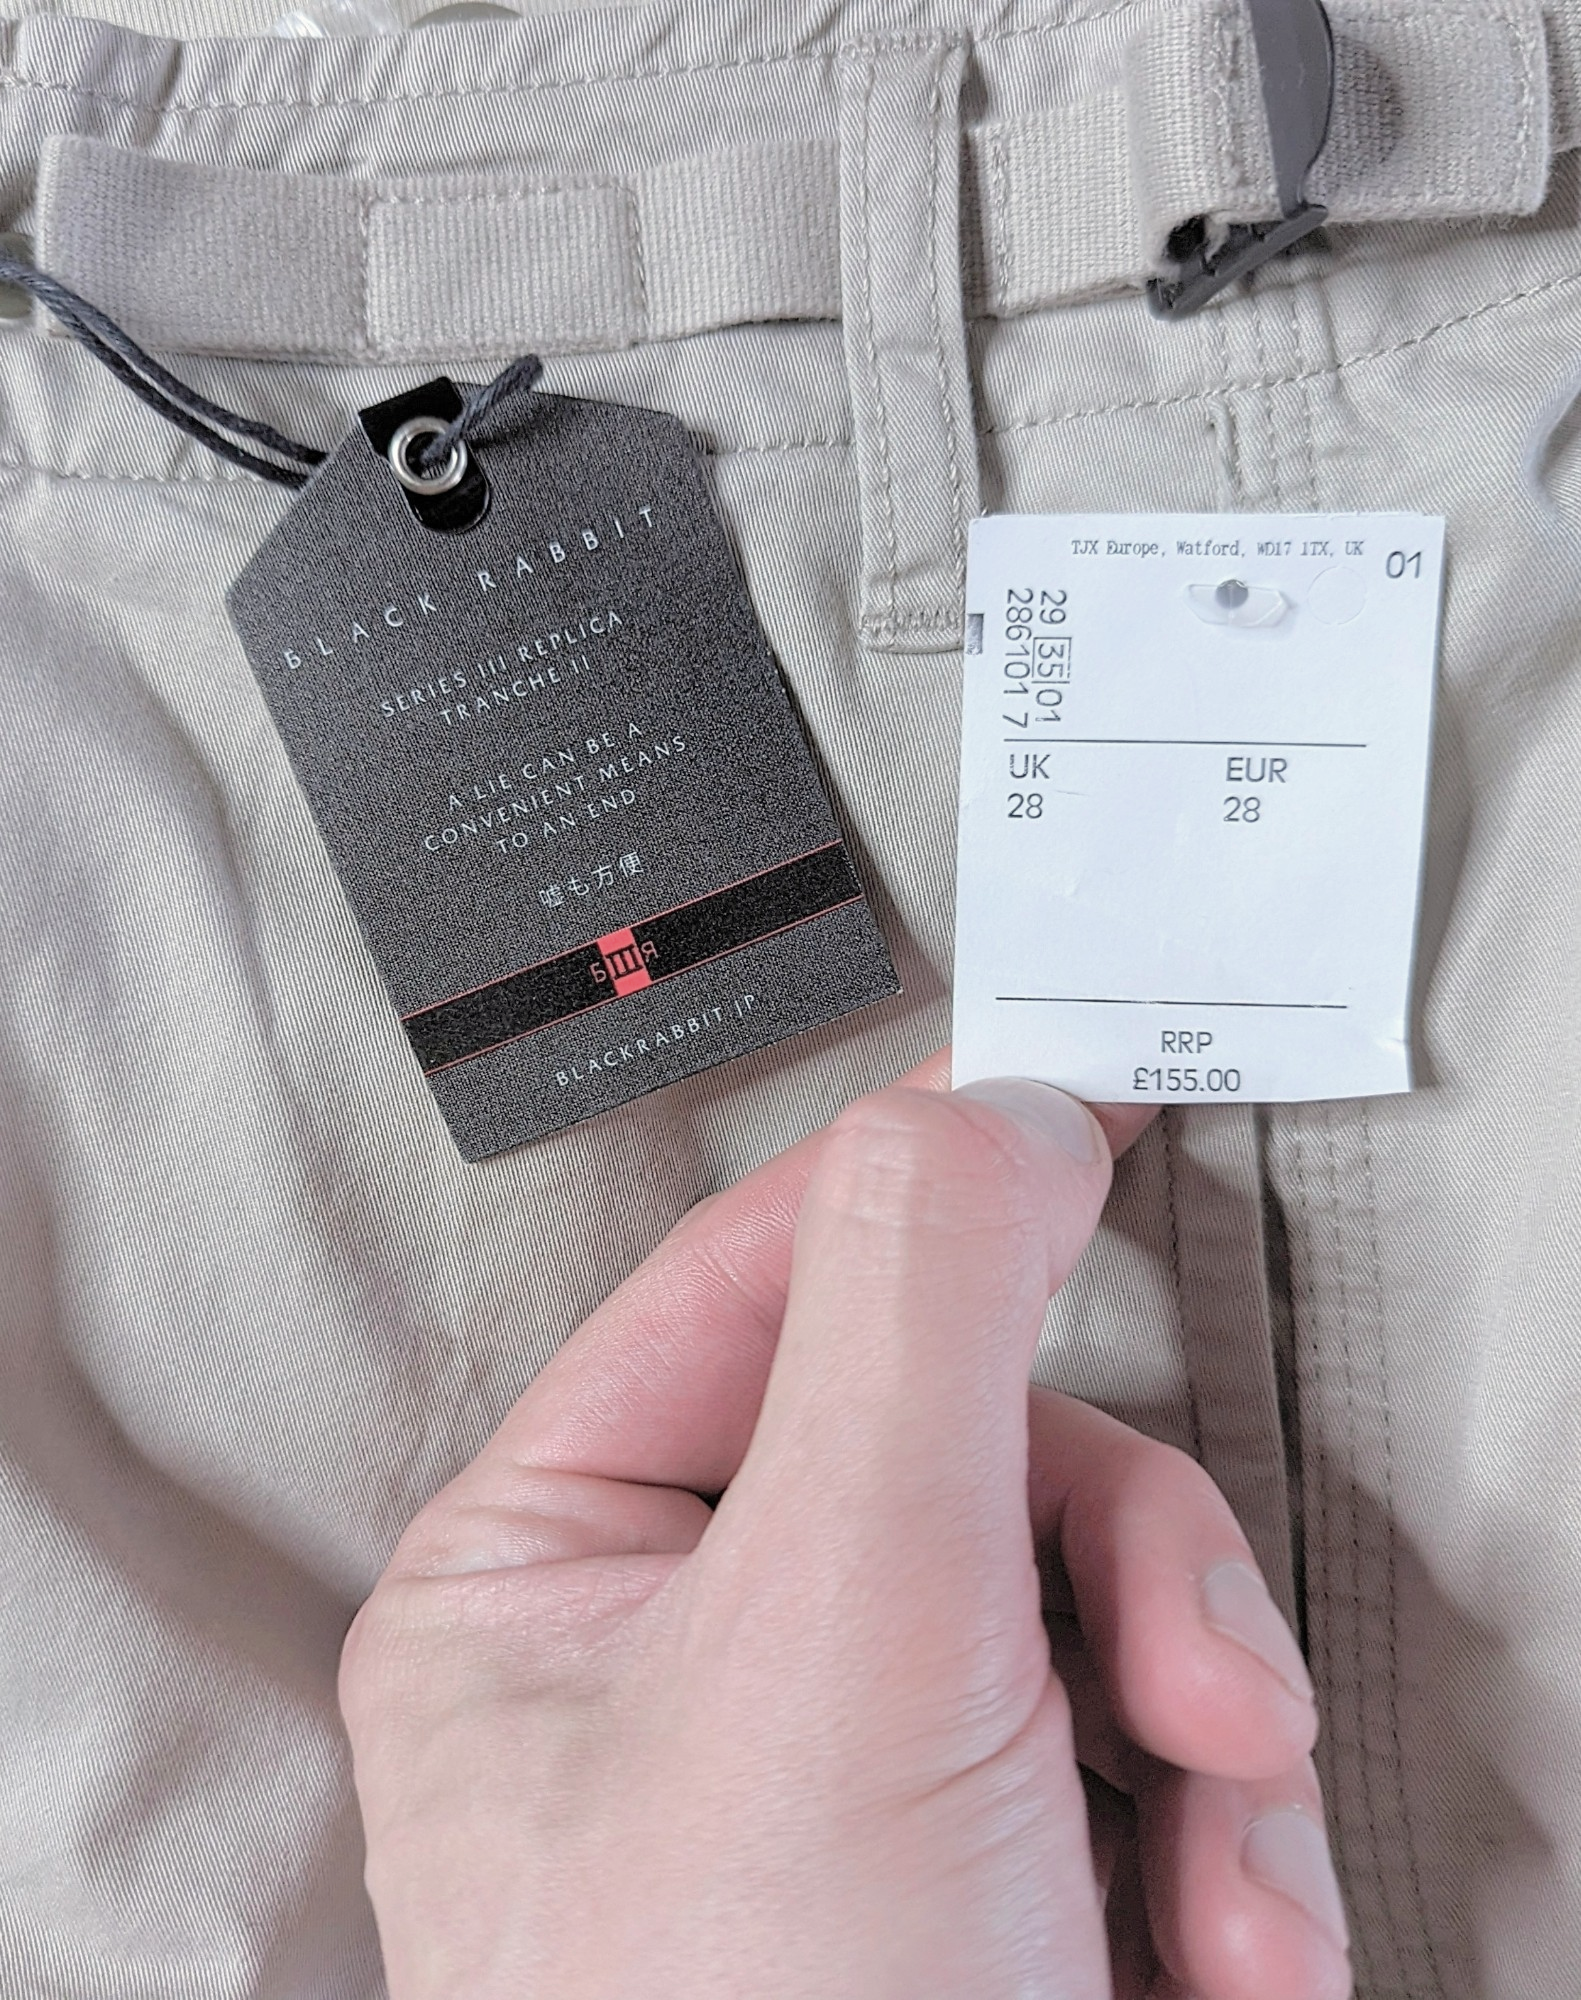 BLACK RABBIT
SERIES III REPLICA
TRANCHE II
A LIE CAN BE A
CONVENIENT MEANS
TO AN END
嘘も方便
БШЯ
BLACKRABBIT.JP
TJX Europe, Watford, WD17 1TX, UK
01
29 35 01
286101 7
UK
28
EUR
28
RRP
£155.00